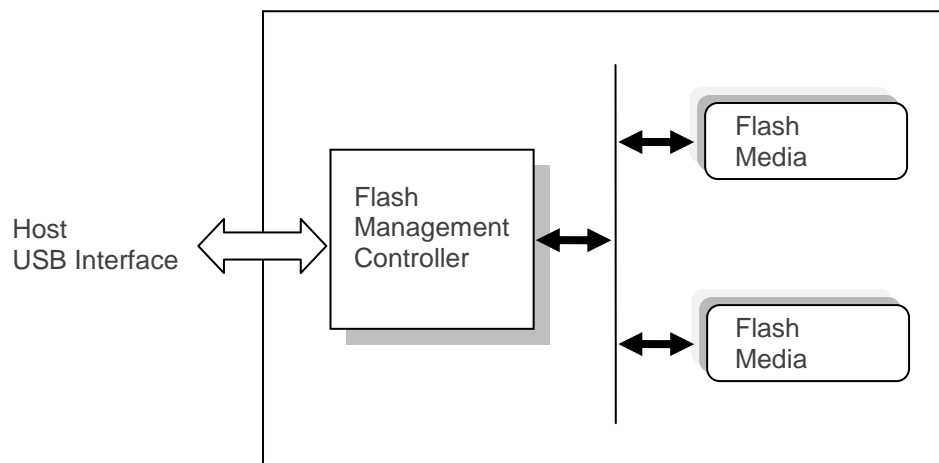 Host
USB Interface
Flash
Management
Controller
Flash
Media
Flash
Media